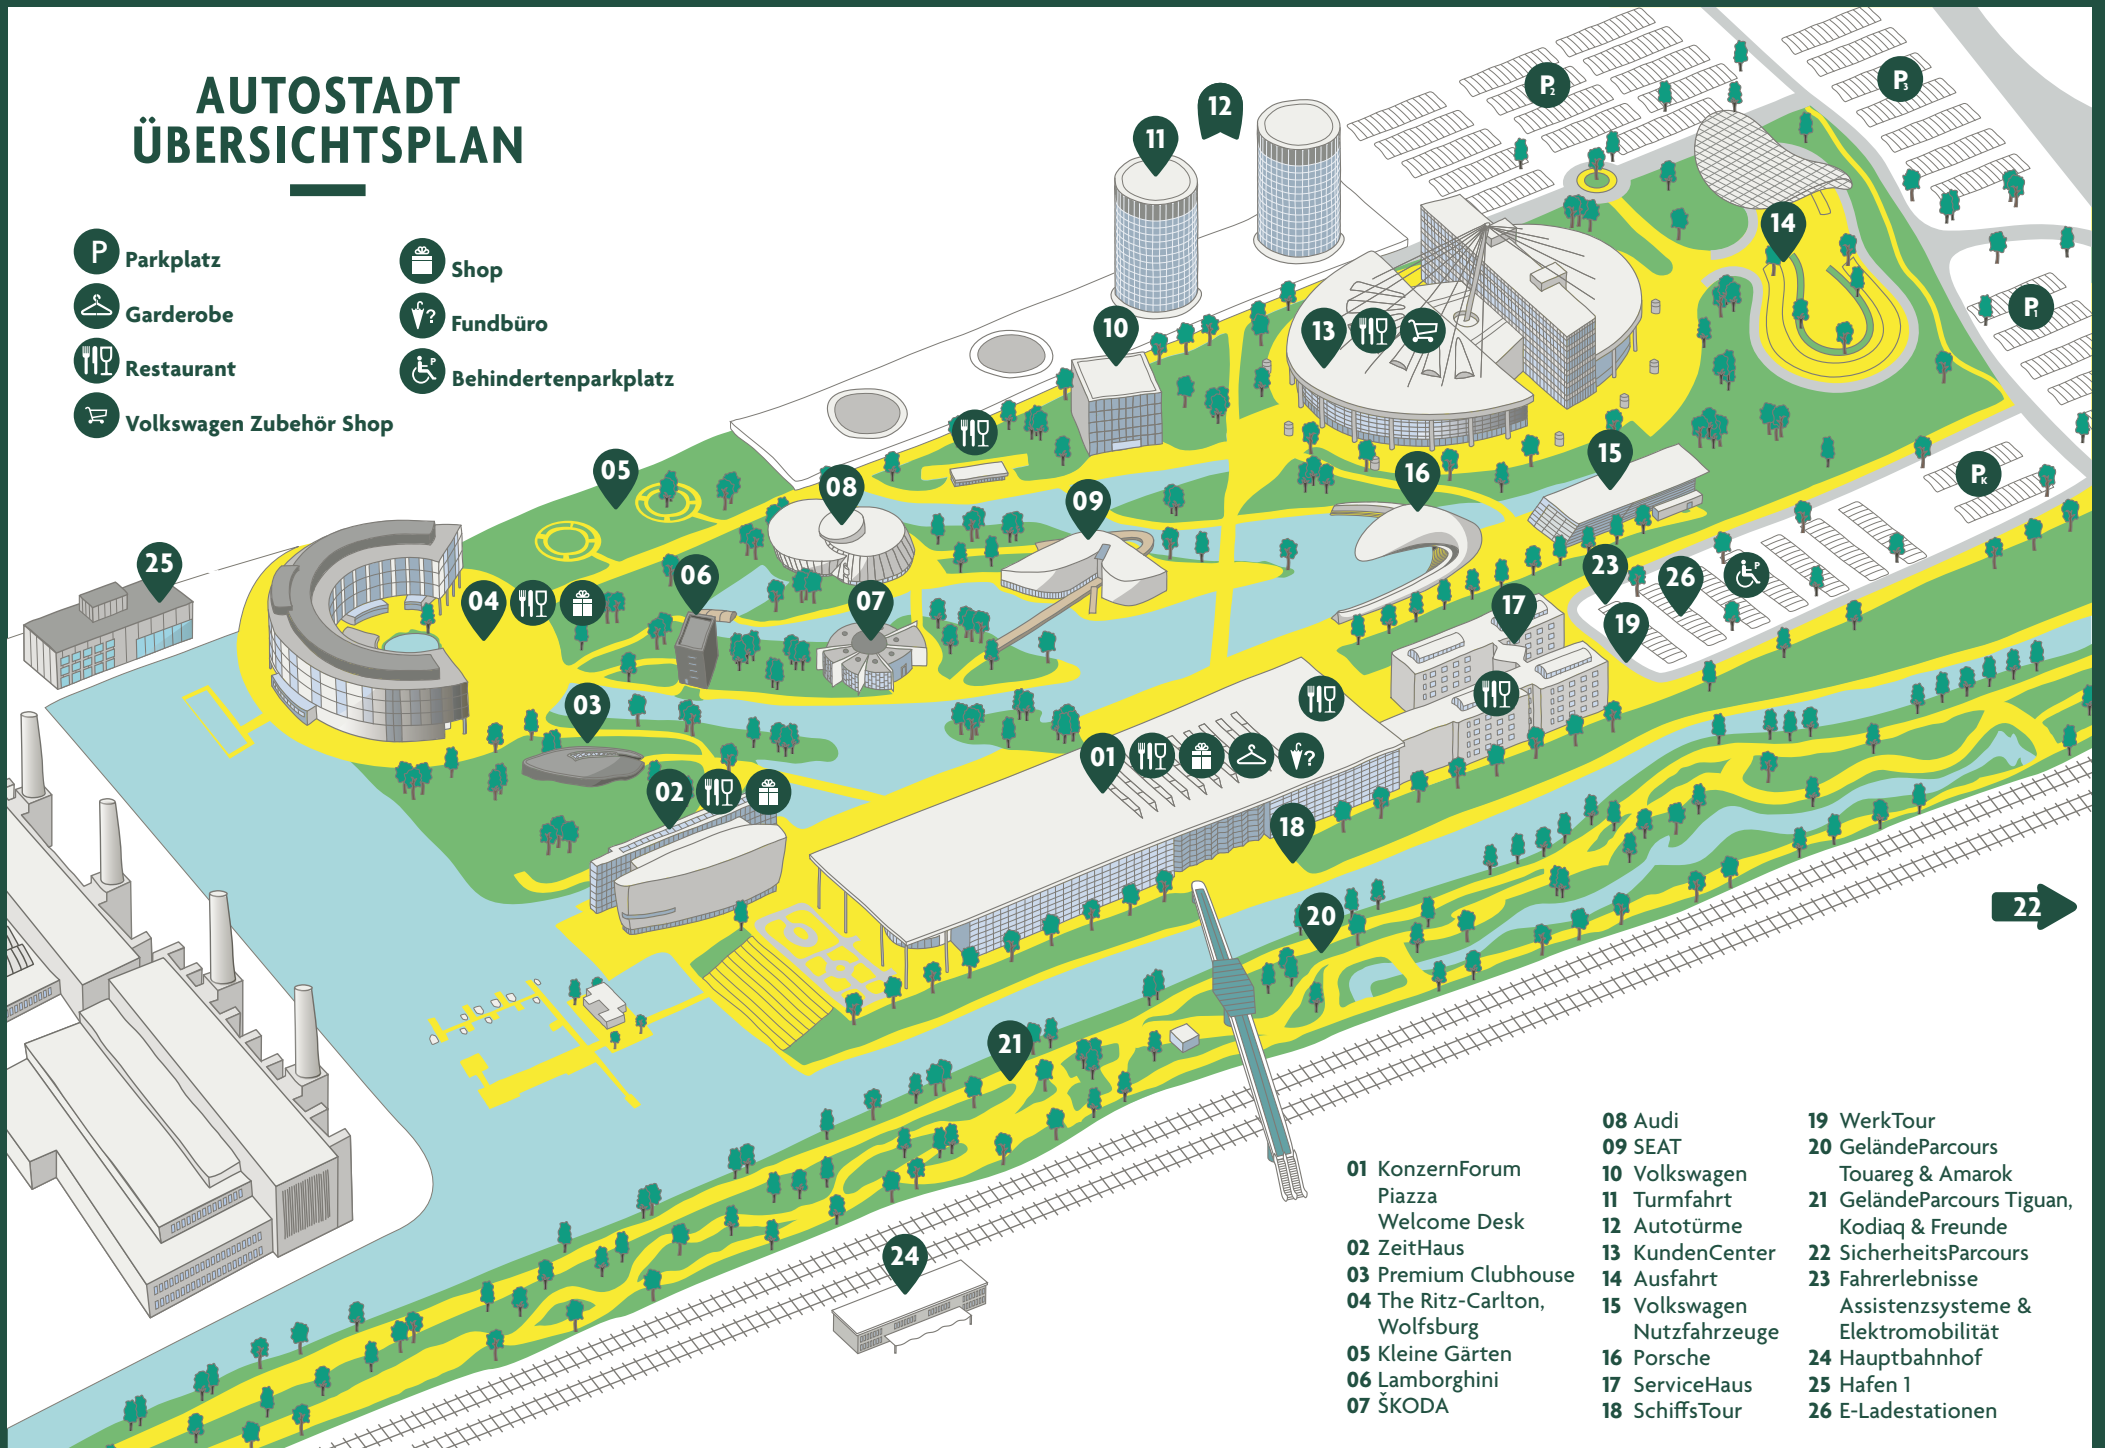 AUTOSTADT
ÜBERSICHTSPLAN
P Parkplatz
Garderobe
Restaurant
Volkswagen Zubehör Shop
Shop
? Fundbüro
P Behindertenparkplatz
P2
P3
12
11
14
P1
10
13
15
16
PK
05
08
09
25
06
23
26
P
04
07
17
19
03
01
?
02
18
22
20
21
24
01 KonzernForum
Piazza
Welcome Desk
02 ZeitHaus
03 Premium Clubhouse
04 The Ritz-Carlton,
Wolfsburg
05 Kleine Gärten
06 Lamborghini
07 ŠKODA
08 Audi
09 SEAT
10 Volkswagen
11 Turmfahrt
12 Autotürme
13 KundenCenter
14 Ausfahrt
15 Volkswagen
Nutzfahrzeuge
16 Porsche
17 ServiceHaus
18 SchiffsTour
19 WerkTour
20 GeländeParcours
Touareg & Amarok
21 GeländeParcours Tiguan,
Kodiaq & Freunde
22 SicherheitsParcours
23 Fahrerlebnisse
Assistenzsysteme &
Elektromobilität
24 Hauptbahnhof
25 Hafen 1
26 E-Ladestationen